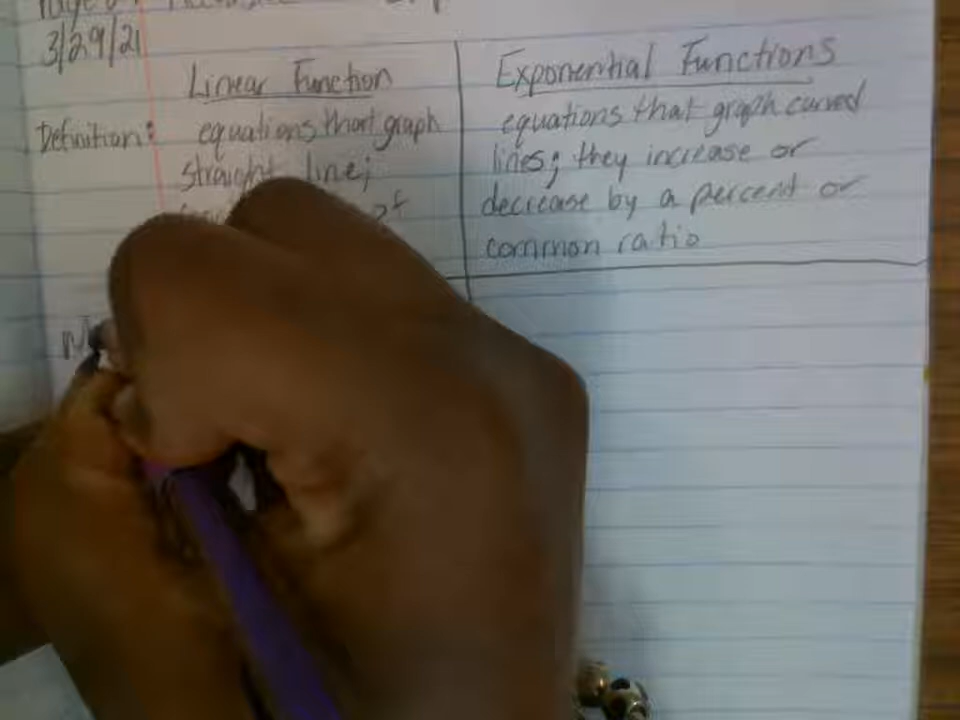 3/29/21
Linear Function
Exponential Functions
Definition:
equations that graph
straight line;
equations that graph curved
lines; they increase or
decrease by a percent or
common ratio